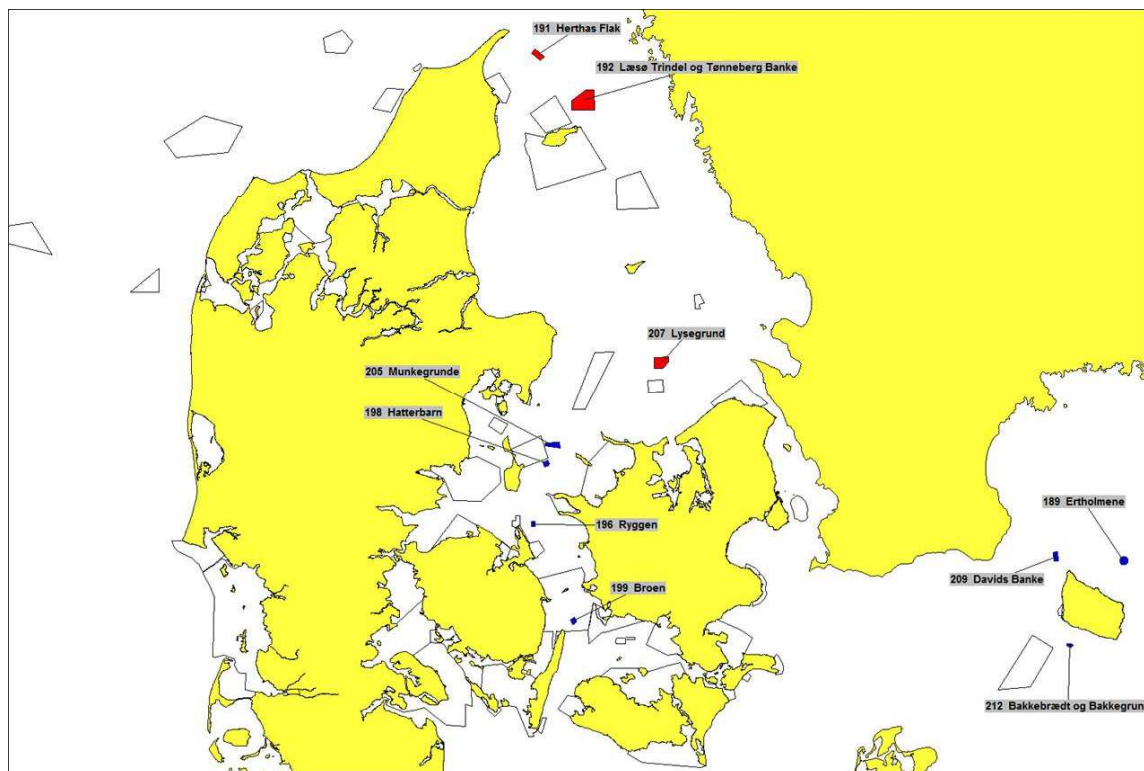 191 Herthas Flak
192 Læsø Trindel og Tønneberg Banke
207 Lysegrund
205 Munkegrunde
198 Hatterbarn
189 Ertholmene
196 Ryggen
209 Davids Banke
199 Broen
212 Bakkebrædt og Bakkegrun